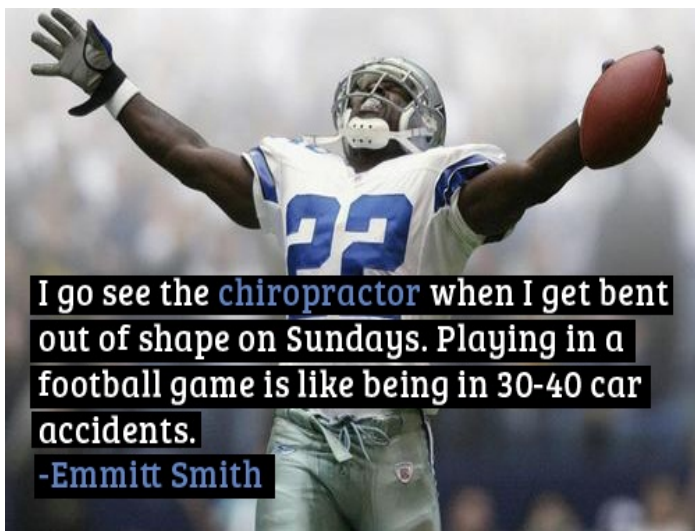 22
I go see the chiropractor when I get bent
out of shape on Sundays. Playing in a
football game is like being in 30-40 car
accidents.
-Emmitt Smith